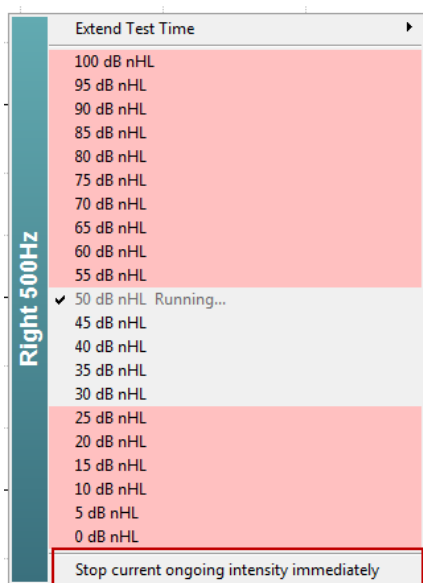 Right 500Hz
Extend Test Time
100 dB nHL
95 dB nHL
90 dB nHL
85 dB nHL
80 dB nHL
75 dB nHL
70 dB nHL
65 dB nHL
60 dB nHL
55 dB nHL
50 dB nHL Running...
45 dB nHL
40 dB nHL
35 dB nHL
30 dB nHL
25 dB nHL
20 dB nHL
15 dB nHL
10 dB nHL
5 dB nHL
0 dB nHL
Stop current ongoing intensity immediately